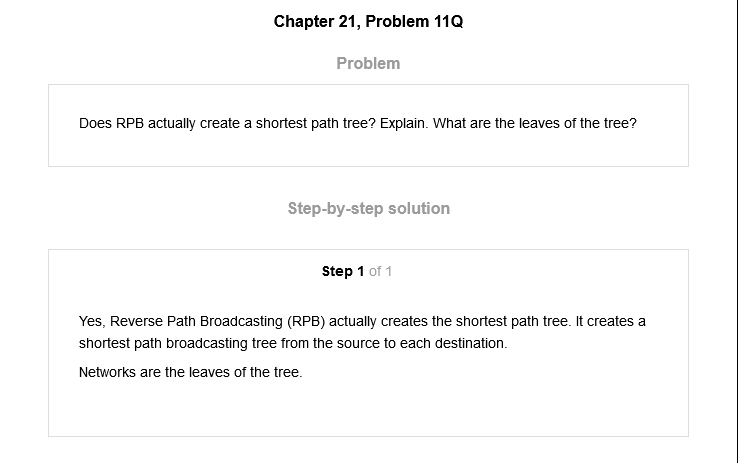 Chapter 21, Problem 11Q
Problem
Does RPB actually create a shortest path tree? Explain. What are the leaves of the tree?
Step-by-step solution
Step 1 of 1
Yes, Reverse Path Broadcasting (RPB) actually creates the shortest path tree. It creates a
shortest path broadcasting tree from the source to each destination.
Networks are the leaves of the tree.